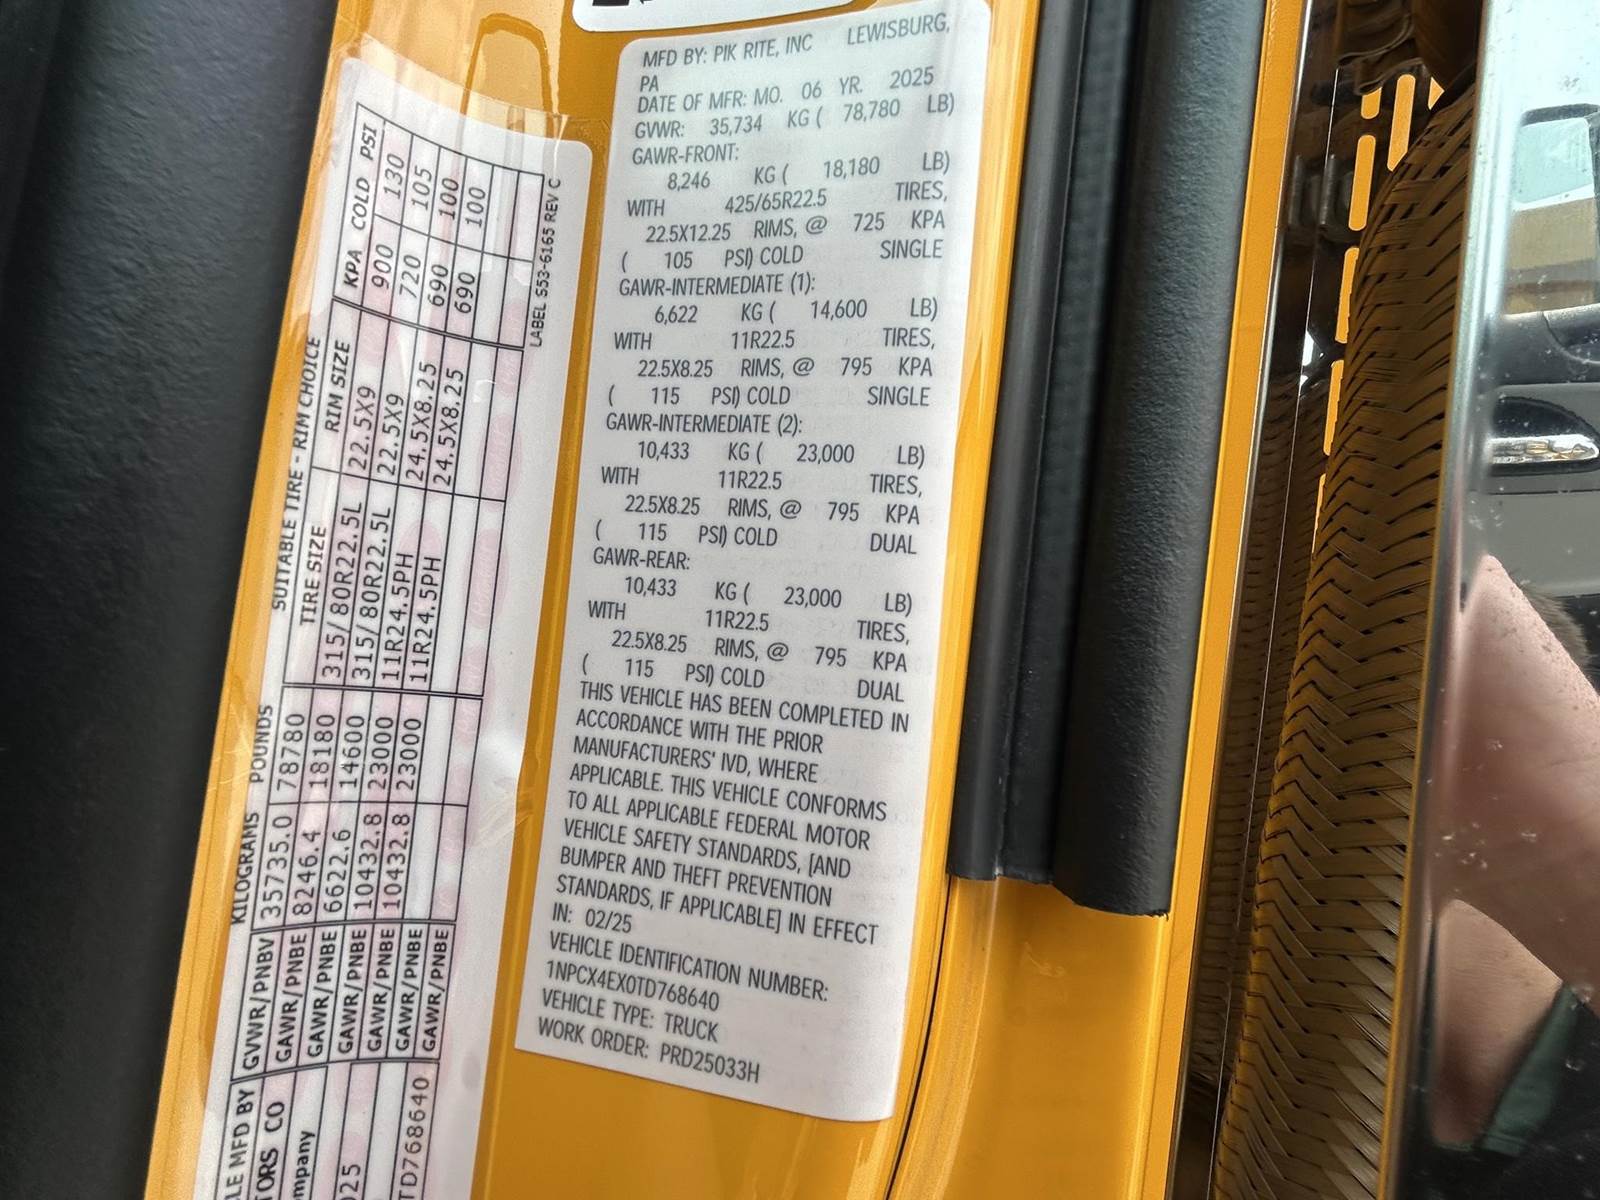 MFD BY: PIK RITE, INC LEWISBURG,
PA
DATE OF MFR: MO. 06 YR. 2025
GVWR: 35,734 KG ( 78,780 LB)
GAWR-FRONT:
8,246 KG ( 18,180 LB)
WITH 425/65R22.5 TIRES,
22.5X12.25 RIMS, @ 725 KPA
( 105 PSI) COLD SINGLE
GAWR-INTERMEDIATE (1):
6,622 KG ( 14,600 LB)
WITH 11R22.5 TIRES,
22.5X8.25 RIMS, @ 795 KPA
( 115 PSI) COLD SINGLE
GAWR-INTERMEDIATE (2):
10,433 KG ( 23,000 LB)
WITH 11R22.5 TIRES,
22.5X8.25 RIMS, @ 795 KPA
( 115 PSI) COLD DUAL
GAWR-REAR:
10,433 KG ( 23,000 LB)
WITH 11R22.5 TIRES,
22.5X8.25 RIMS, @ 795 KPA
( 115 PSI) COLD DUAL
THIS VEHICLE HAS BEEN COMPLETED IN
ACCORDANCE WITH THE PRIOR
MANUFACTURERS' IVD, WHERE
APPLICABLE. THIS VEHICLE CONFORMS
TO ALL APPLICABLE FEDERAL MOTOR
VEHICLE SAFETY STANDARDS, [AND
BUMPER AND THEFT PREVENTION
STANDARDS, IF APPLICABLE] IN EFFECT
IN: 02/25
VEHICLE IDENTIFICATION NUMBER:
1NPCX4EX0TD768640
VEHICLE TYPE: TRUCK
WORK ORDER: PRD25033H
LE MFD BY KILOGRAMS POUNDS SUITABLE TIRE - RIM CHOICE
TORS CO GVWR/PNBV 35735.0 78780 TIRE SIZE RIM SIZE KPA COLD PSI
ompany GAWR/PNBE 8246.4 18180 315/80R22.5L 22.5X9 900 130
GAWR/PNBE 6622.6 14600 315/80R22.5L 22.5X9 720 105
025 GAWR/PNBE 10432.8 23000 11R24.5PH 24.5X8.25 690 100
GAWR/PNBE 10432.8 23000 11R24.5PH 24.5X8.25 690 100
TD768640 GAWR/PNBE
GAWR/PNBE
LABEL S53-6165 REV C